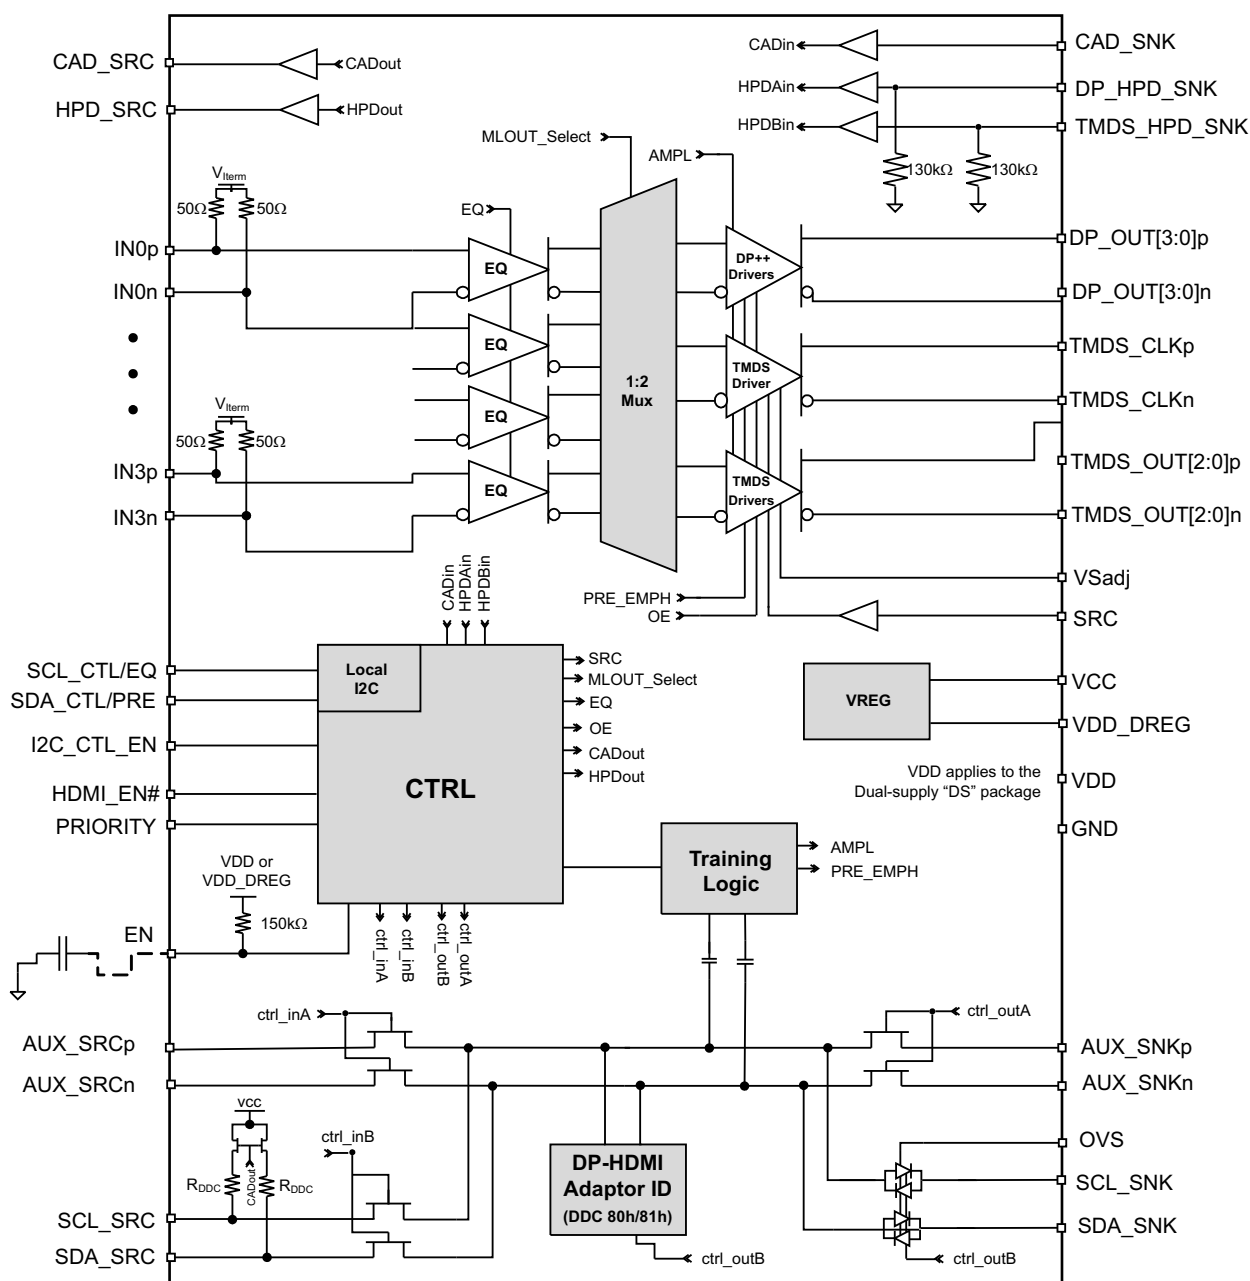 CAD_SRC
CADout
HPD_SRC
HPDout
CADin
CAD_SNK
HPDAin
DP_HPD_SNK
HPDBin
TMDS_HPD_SNK
130kΩ
130kΩ
MLOUT_Select
AMPL
VIterm
50Ω
50Ω
EQ
IN0p
IN0n
EQ
EQ
EQ
EQ
1:2
Mux
DP++
Drivers
TMDS
Driver
TMDS
Drivers
DP_OUT[3:0]p
DP_OUT[3:0]n
TMDS_CLKp
TMDS_CLKn
TMDS_OUT[2:0]p
TMDS_OUT[2:0]n
VIterm
50Ω
50Ω
IN3p
IN3n
PRE_EMPH
OE
VSadj
SRC
CADin
HPDAin
HPDBin
SCL_CTL/EQ
SDA_CTL/PRE
I2C_CTL_EN
HDMI_EN#
PRIORITY
Local
I2C
CTRL
SRC
MLOUT_Select
EQ
OE
CADout
HPDout
VREG
VCC
VDD_DREG
VDD applies to the
Dual-supply “DS” package
VDD
GND
Training
Logic
AMPL
PRE_EMPH
VDD or
VDD_DREG
150kΩ
EN
ctrl_inA
ctrl_inB
ctrl_outB
ctrl_outA
ctrl_inA
ctrl_outA
AUX_SRCp
AUX_SRCn
AUX_SNKp
AUX_SNKn
vcc
ctrl_inB
RDDC
CADout
RDDC
SCL_SRC
SDA_SRC
DP-HDMI
Adaptor ID
(DDC 80h/81h)
ctrl_outB
OVS
SCL_SNK
SDA_SNK
ctrl_outB